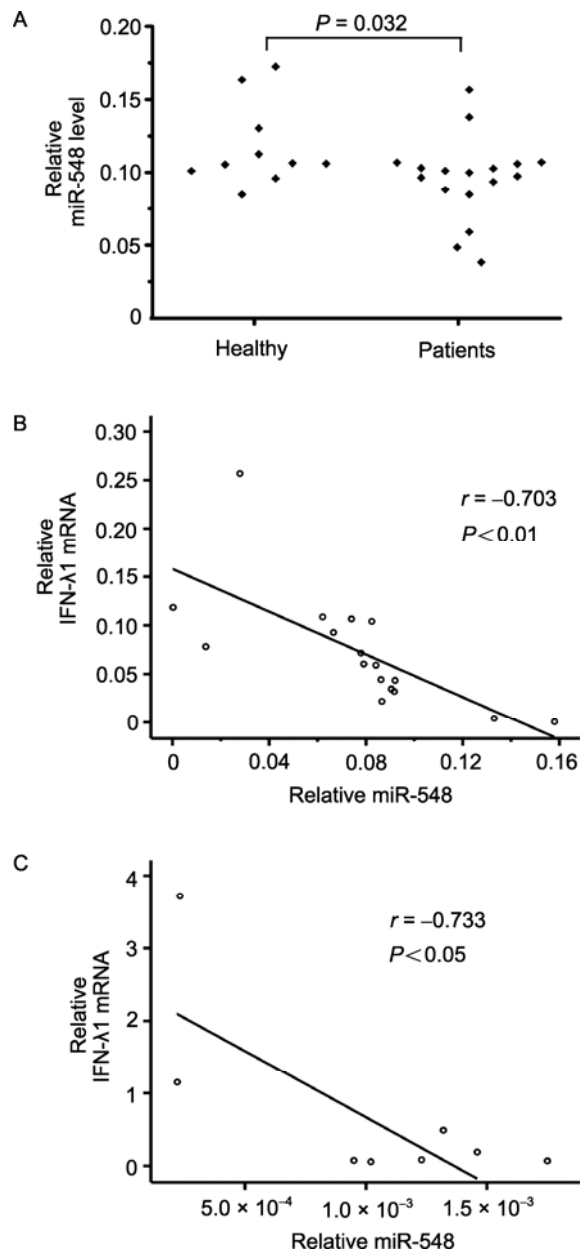 A
P = 0.032
Relative
miR-548 level
0.20
0.15
0.10
0.05
0
Healthy Patients
B
r = −0.703
P<0.01
Relative
IFN-λ1 mRNA
0.30
0.25
0.20
0.15
0.10
0.05
0
0 0.04 0.08 0.12 0.16
Relative miR-548
C
r = −0.733
P<0.05
Relative
IFN-λ1 mRNA
4
3
2
1
0
5.0 × 10⁻⁴ 1.0 × 10⁻³ 1.5 × 10⁻³
Relative miR-548